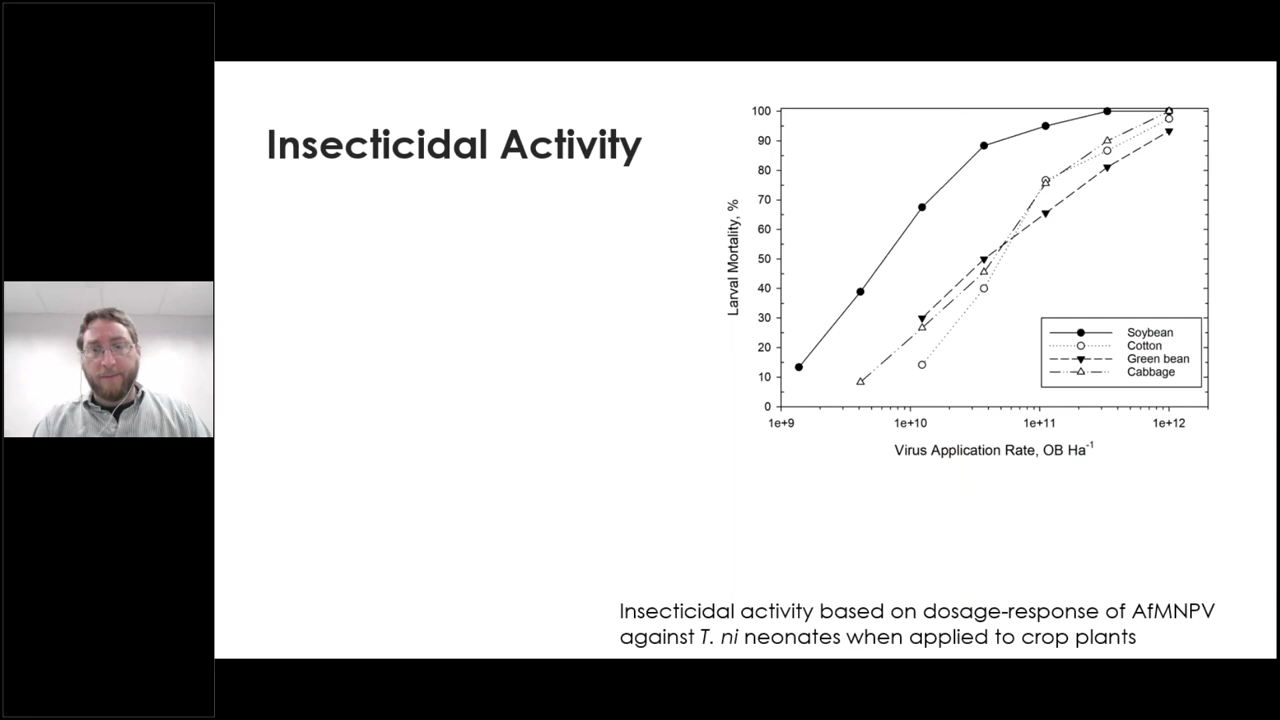 Insecticidal Activity
100
90
80
70
60
50
40
30
20
10
0
Larval Mortality, %
Soybean
Cotton
Green bean
Cabbage
1e+9 1e+10 1e+11 1e+12
Virus Application Rate, OB Ha⁻¹
Insecticidal activity based on dosage-response of AfMNPV
against T. ni neonates when applied to crop plants